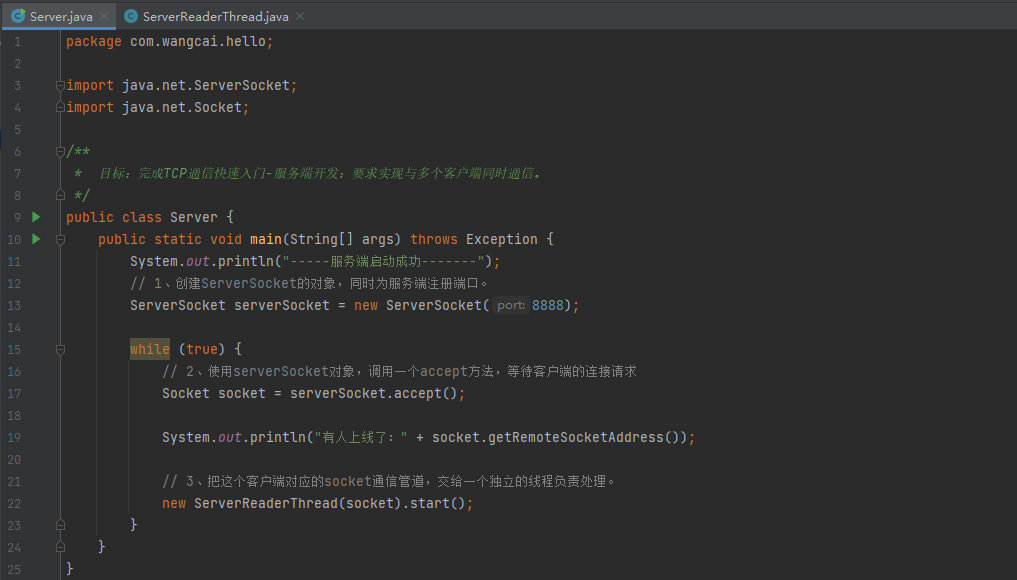 Server.java
ServerReaderThread.java
1 package com.wangcai.hello;
2
3 import java.net.ServerSocket;
4 import java.net.Socket;
5
6 /**
7  *  目标：完成TCP通信快速入门-服务端开发：要求实现与多个客户端同时通信。
8  */
9 public class Server {
10     public static void main(String[] args) throws Exception {
11         System.out.println("-----服务端启动成功-------");
12         // 1、创建ServerSocket的对象，同时为服务端注册端口。
13         ServerSocket serverSocket = new ServerSocket( port: 8888);
14
15         while (true) {
16             // 2、使用serverSocket对象，调用一个accept方法，等待客户端的连接请求
17             Socket socket = serverSocket.accept();
18
19             System.out.println("有人上线了：" + socket.getRemoteSocketAddress());
20
21             // 3、把这个客户端对应的socket通信管道，交给一个独立的线程负责处理。
22             new ServerReaderThread(socket).start();
23         }
24     }
25 }